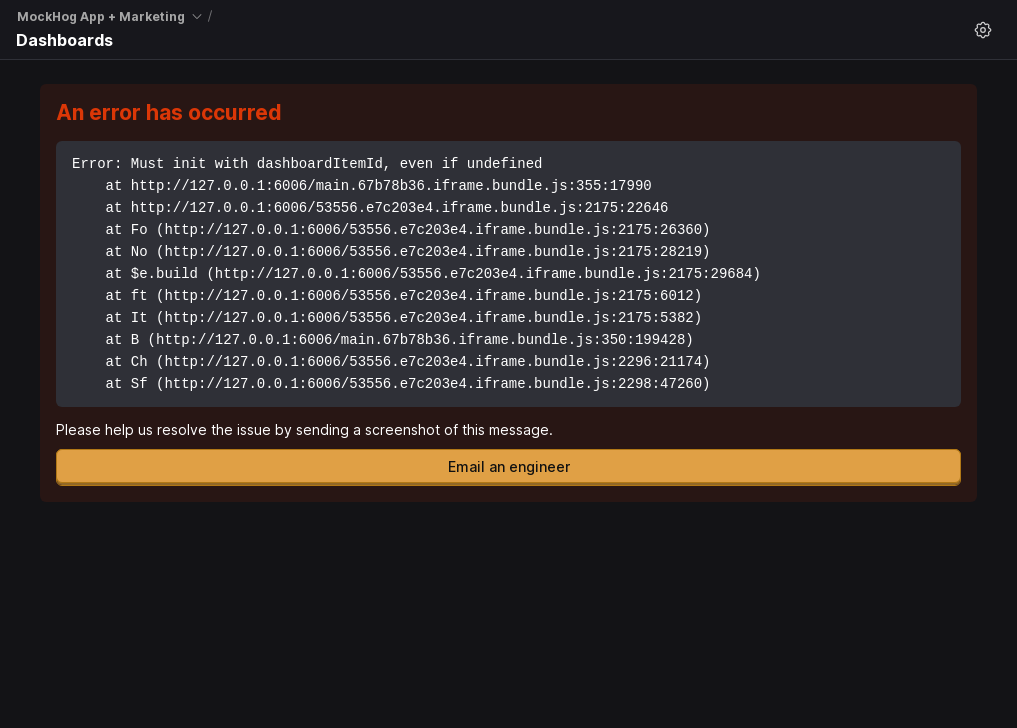 MockHog App + Marketing /
Dashboards
An error has occurred
Error: Must init with dashboardItemId, even if undefined
    at http://127.0.0.1:6006/main.67b78b36.iframe.bundle.js:355:17990
    at http://127.0.0.1:6006/53556.e7c203e4.iframe.bundle.js:2175:22646
    at Fo (http://127.0.0.1:6006/53556.e7c203e4.iframe.bundle.js:2175:26360)
    at No (http://127.0.0.1:6006/53556.e7c203e4.iframe.bundle.js:2175:28219)
    at $e.build (http://127.0.0.1:6006/53556.e7c203e4.iframe.bundle.js:2175:29684)
    at ft (http://127.0.0.1:6006/53556.e7c203e4.iframe.bundle.js:2175:6012)
    at It (http://127.0.0.1:6006/53556.e7c203e4.iframe.bundle.js:2175:5382)
    at B (http://127.0.0.1:6006/main.67b78b36.iframe.bundle.js:350:199428)
    at Ch (http://127.0.0.1:6006/53556.e7c203e4.iframe.bundle.js:2296:21174)
    at Sf (http://127.0.0.1:6006/53556.e7c203e4.iframe.bundle.js:2298:47260)
Please help us resolve the issue by sending a screenshot of this message.
Email an engineer